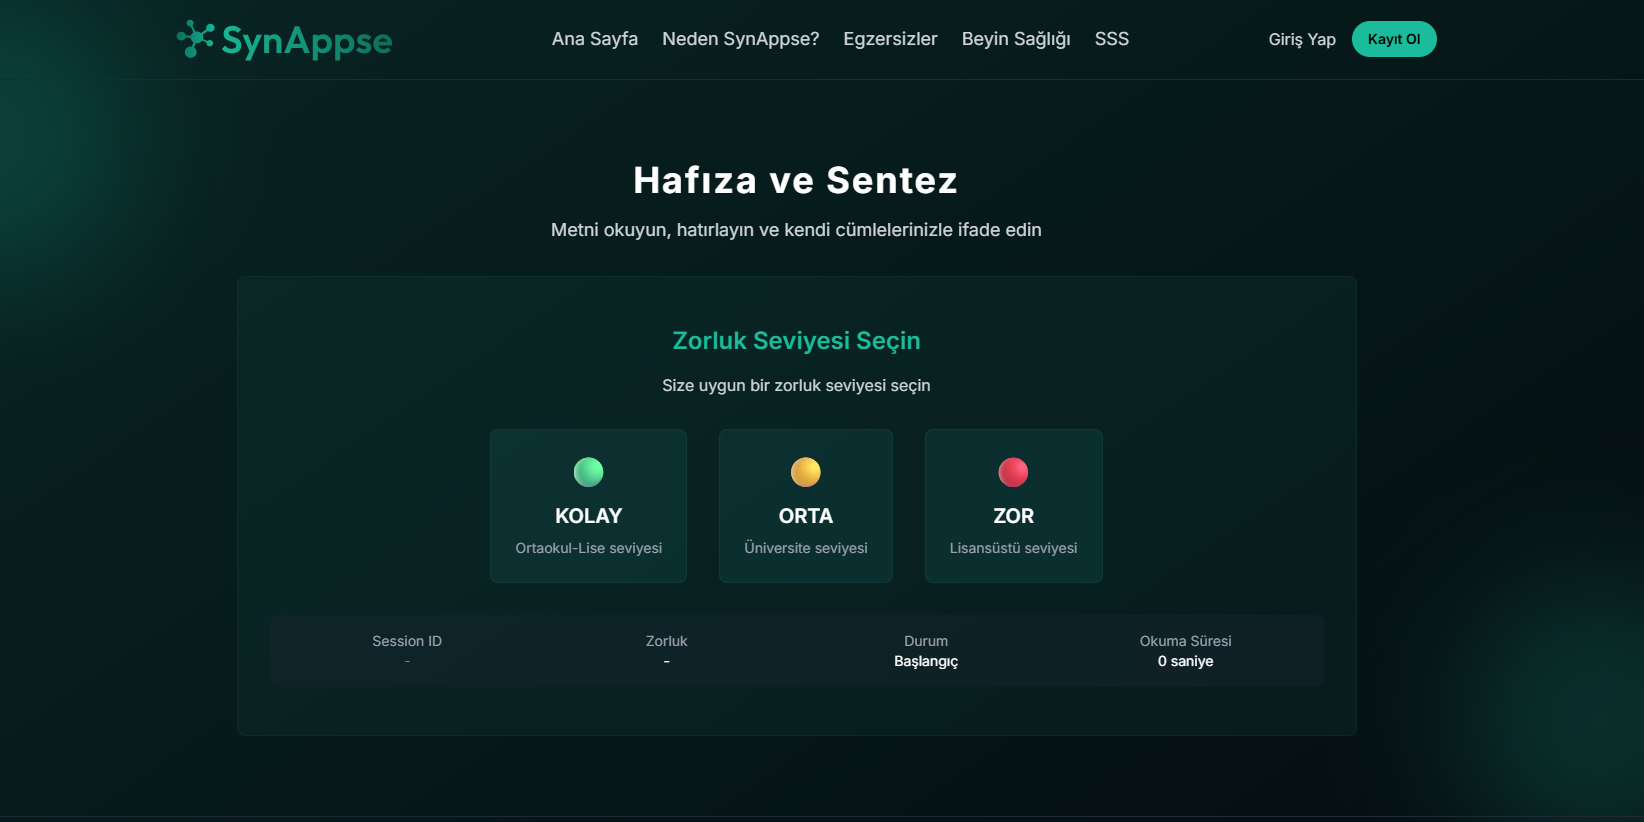 SynAppse
Ana Sayfa Neden SynAppse? Egzersizler Beyin Sağlığı SSS
Giriş Yap Kayıt Ol
Hafıza ve Sentez
Metni okuyun, hatırlayın ve kendi cümlelerinizle ifade edin
Zorluk Seviyesi Seçin
Size uygun bir zorluk seviyesi seçin
KOLAY
Ortaokul-Lise seviyesi
ORTA
Üniversite seviyesi
ZOR
Lisansüstü seviyesi
Session ID
-
Zorluk
-
Durum
Başlangıç
Okuma Süresi
0 saniye